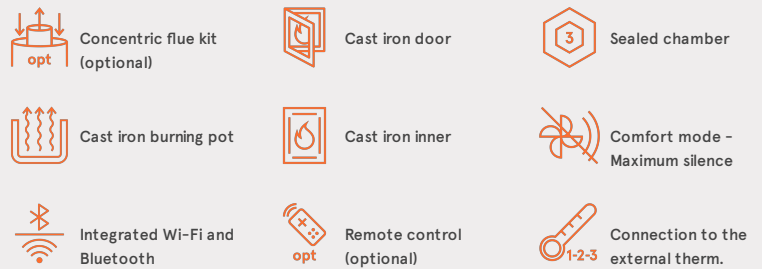 opt
Concentric flue kit
(optional)
Cast iron door
3
Sealed chamber
Cast iron burning pot
Cast iron inner
Comfort mode -
Maximum silence
Integrated Wi-Fi and
Bluetooth
opt
Remote control
(optional)
1-2-3
Connection to the
external therm.